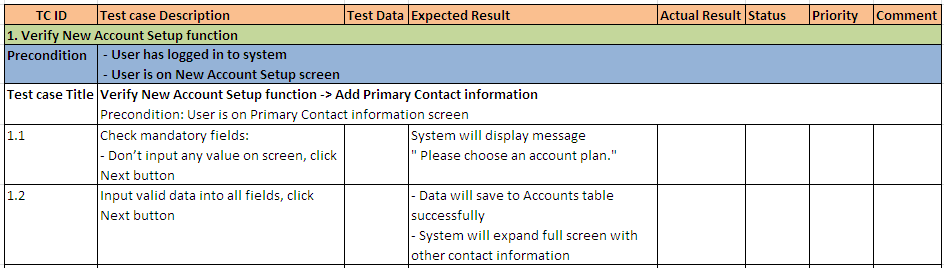 TC ID Test case Description Test Data Expected Result Actual Result Status Priority Comment
1. Verify New Account Setup function
Precondition - User has logged in to system
- User is on New Account Setup screen
Test case Title Verify New Account Setup function -> Add Primary Contact information
Precondition: User is on Primary Contact information screen
1.1 Check mandatory fields: System will display message
- Don’t input any value on screen, click " Please choose an account plan."
Next button
1.2 Input valid data into all fields, click - Data will save to Accounts table
Next button successfully
- System will expand full screen with
other contact information